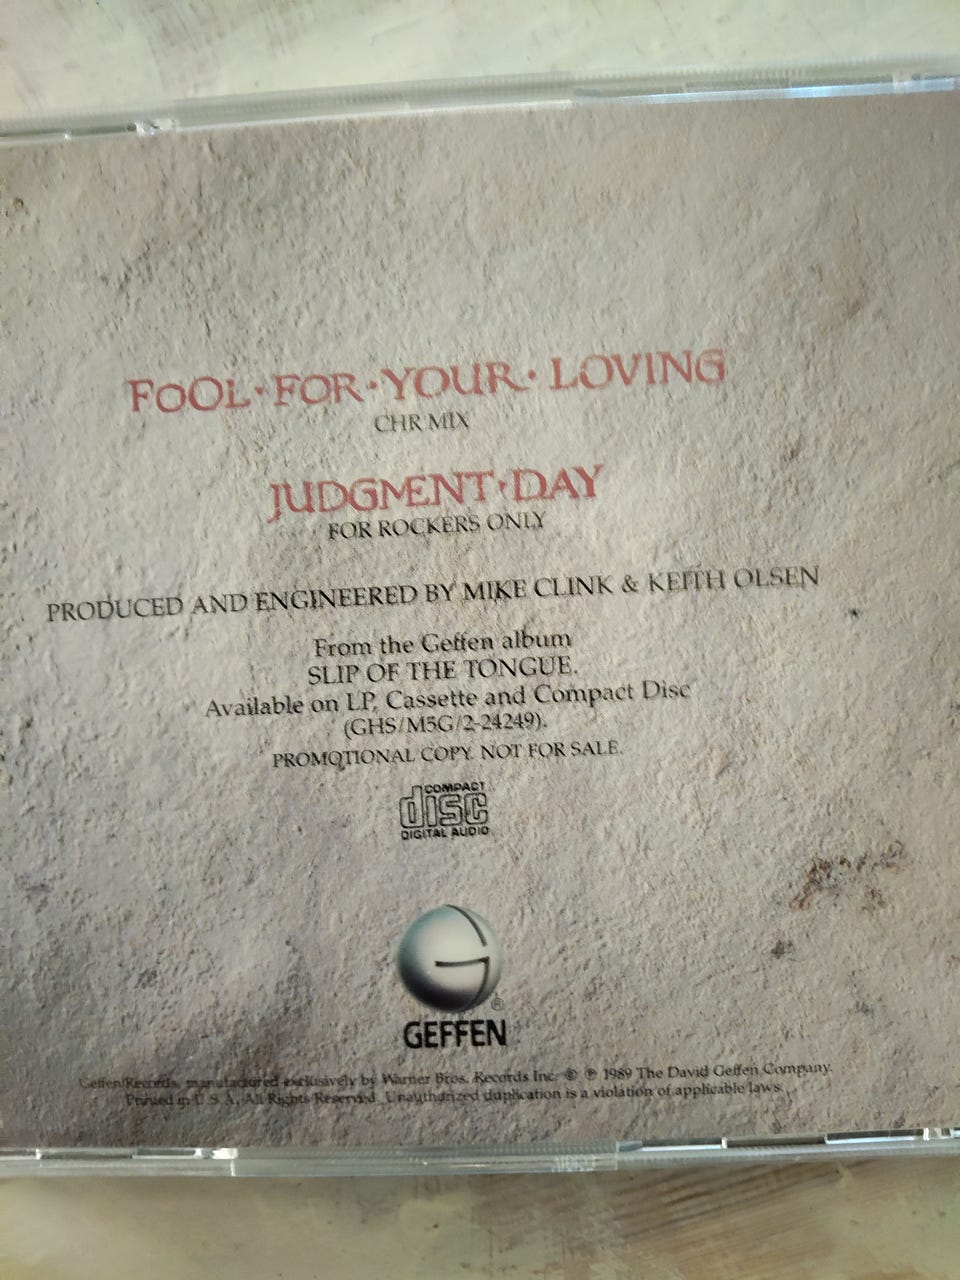 FOOL·FOR·YOUR·LOVING
CHR MIX
JUDGMENT·DAY
FOR ROCKERS ONLY
PRODUCED AND ENGINEERED BY MIKE CLINK & KEITH OLSEN
From the Geffen album
SLIP OF THE TONGUE.
Available on LP, Cassette and Compact Disc
(GHS/M5G/2-24249).
PROMOTIONAL COPY. NOT FOR SALE.
COMPACT
disc
DIGITAL AUDIO
G
®
GEFFEN
Geffen Records, manufactured exclusively by Warner Bros. Records Inc. © ℗ 1989 The David Geffen Company.
Printed in U.S.A. All Rights Reserved. Unauthorized duplication is a violation of applicable laws.